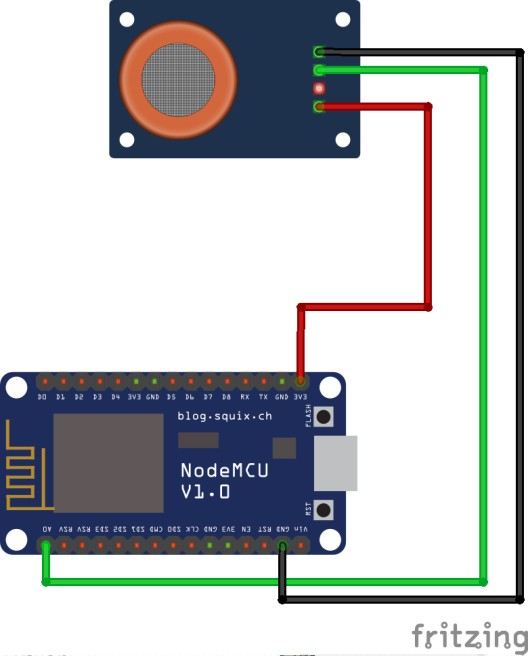 D0 D1 D2 D3 D4 3V3 GND D5 D6 D7 D8 RX TX GND 3V3
blog.squix.ch
FLASH
NodeMCU
V1.0
RST
A0 RSV RSV SD3 SD2 SD1 CMD SD0 CLK GND 3V3 EN RST GND Vin
fritzing